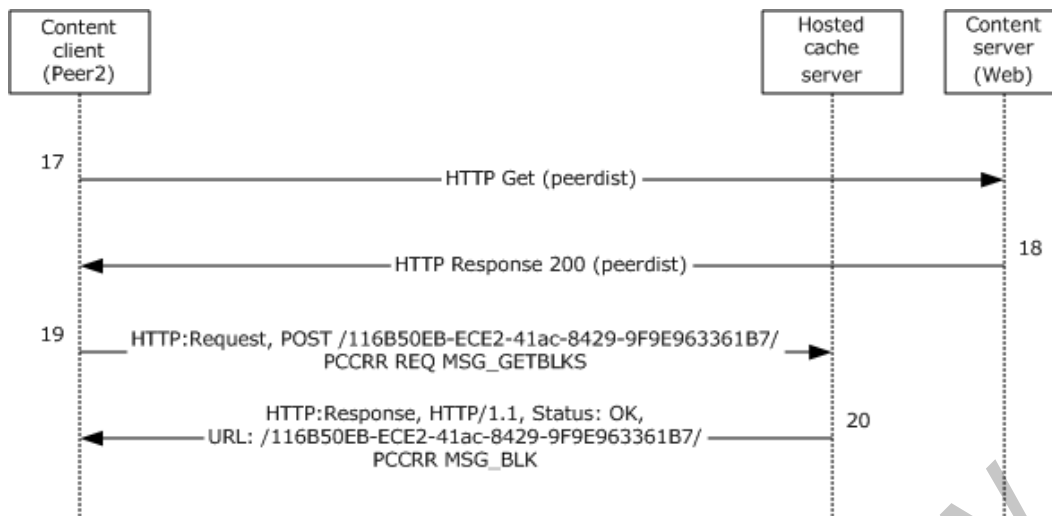 Content
client
(Peer2)
Hosted
cache
server
Content
server
(Web)
17
HTTP Get (peerdist)
18
HTTP Response 200 (peerdist)
19
HTTP:Request, POST /116B50EB-ECE2-41ac-8429-9F9E963361B7/
PCCRR REQ MSG_GETBLKS
HTTP:Response, HTTP/1.1, Status: OK,
20
URL: /116B50EB-ECE2-41ac-8429-9F9E963361B7/
PCCRR MSG_BLK